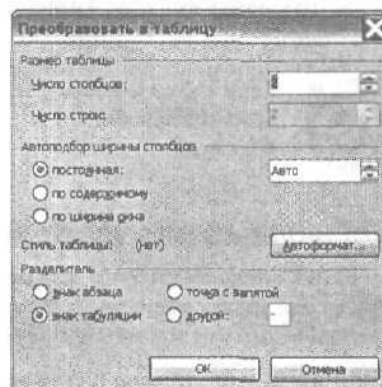 Преобразовать в таблицу
Размер таблицы
Число столбцов:
Число строк:
Автоподбор ширины столбцов
постоянная: Авто
по содержимому
по ширине окна
Стиль таблицы: (нет) Автоформат...
Разделитель
знак абзаца точка с запятой
знак табуляции другой: -
ОК Отмена